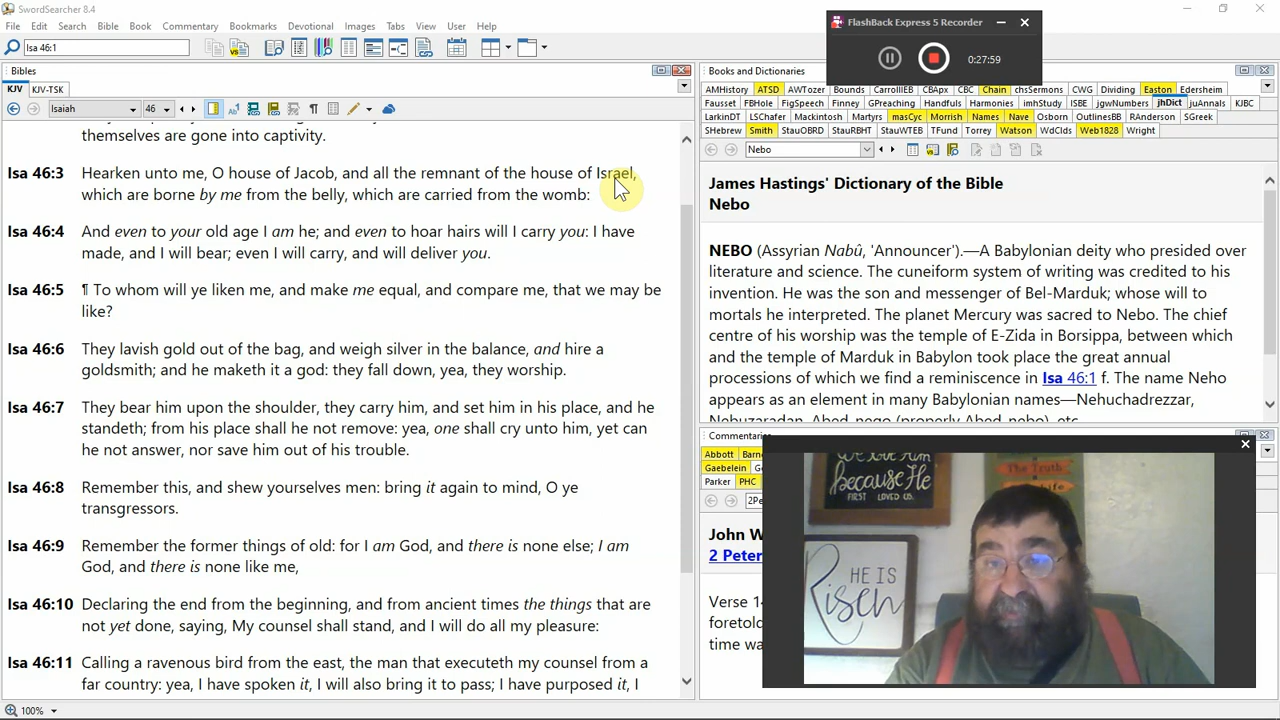 SwordSearcher 8.4
File Edit Search Bible Book Commentary Bookmarks Devotional Images Tabs View User Help
Isa 46:1
Bibles
KJV KJV-TSK
Isaiah 46
themselves are gone into captivity.
Isa 46:3 Hearken unto me, O house of Jacob, and all the remnant of the house of Israel,
which are borne by me from the belly, which are carried from the womb:
Isa 46:4 And even to your old age I am he; and even to hoar hairs will I carry you: I have
made, and I will bear; even I will carry, and will deliver you.
Isa 46:5 ¶ To whom will ye liken me, and make me equal, and compare me, that we may be
like?
Isa 46:6 They lavish gold out of the bag, and weigh silver in the balance, and hire a
goldsmith; and he maketh it a god: they fall down, yea, they worship.
Isa 46:7 They bear him upon the shoulder, they carry him, and set him in his place, and he
standeth; from his place shall he not remove: yea, one shall cry unto him, yet can
he not answer, nor save him out of his trouble.
Isa 46:8 Remember this, and shew yourselves men: bring it again to mind, O ye
transgressors.
Isa 46:9 Remember the former things of old: for I am God, and there is none else; I am
God, and there is none like me,
Isa 46:10 Declaring the end from the beginning, and from ancient times the things that are
not yet done, saying, My counsel shall stand, and I will do all my pleasure:
Isa 46:11 Calling a ravenous bird from the east, the man that executeth my counsel from a
far country: yea, I have spoken it, I will also bring it to pass; I have purposed it, I
100%
FlashBack Express 5 Recorder
0:27:59
Books and Dictionaries
AMHistory ATSD AWTozer Bounds CarrollEB CBApx CBC Chain chsSermons CWG Dividing Easton Edersheim
Fausset FBHole FigSpeech Finney GPreaching Handfuls Harmonies imhStudy ISBE jgwNumbers jhDict juAnnals KJBC
LarkinDT LSChafer Mackintosh Martyrs masCyc Morrish Names Nave Osborn OutlinesBB RAnderson SGreek
SHebrew Smith StauOBRD StauRBHT StauWTEB TFund Torrey Watson WdClds Web1828 Wright
Nebo
James Hastings' Dictionary of the Bible
Nebo
NEBO (Assyrian Nabû, 'Announcer').—A Babylonian deity who presided over
literature and science. The cuneiform system of writing was credited to his
invention. He was the son and messenger of Bel-Marduk; whose will to
mortals he interpreted. The planet Mercury was sacred to Nebo. The chief
centre of his worship was the temple of E-Zida in Borsippa, between which
and the temple of Marduk in Babylon took place the great annual
processions of which we find a reminiscence in Isa 46:1 f. The name Neho
appears as an element in many Babylonian names—Nehuchadrezzar,
Nebuzaradan, Abed-nego (properly Abed-nebo), etc.
Commentaries
Abbott Barn
Gaebelein Ge
Parker PHC
2Pe
John W
2 Peter
Verse 1
foretold
time wa
We love Him
because He
FIRST LOVED US.
The Truth
Life
HE IS
Risen